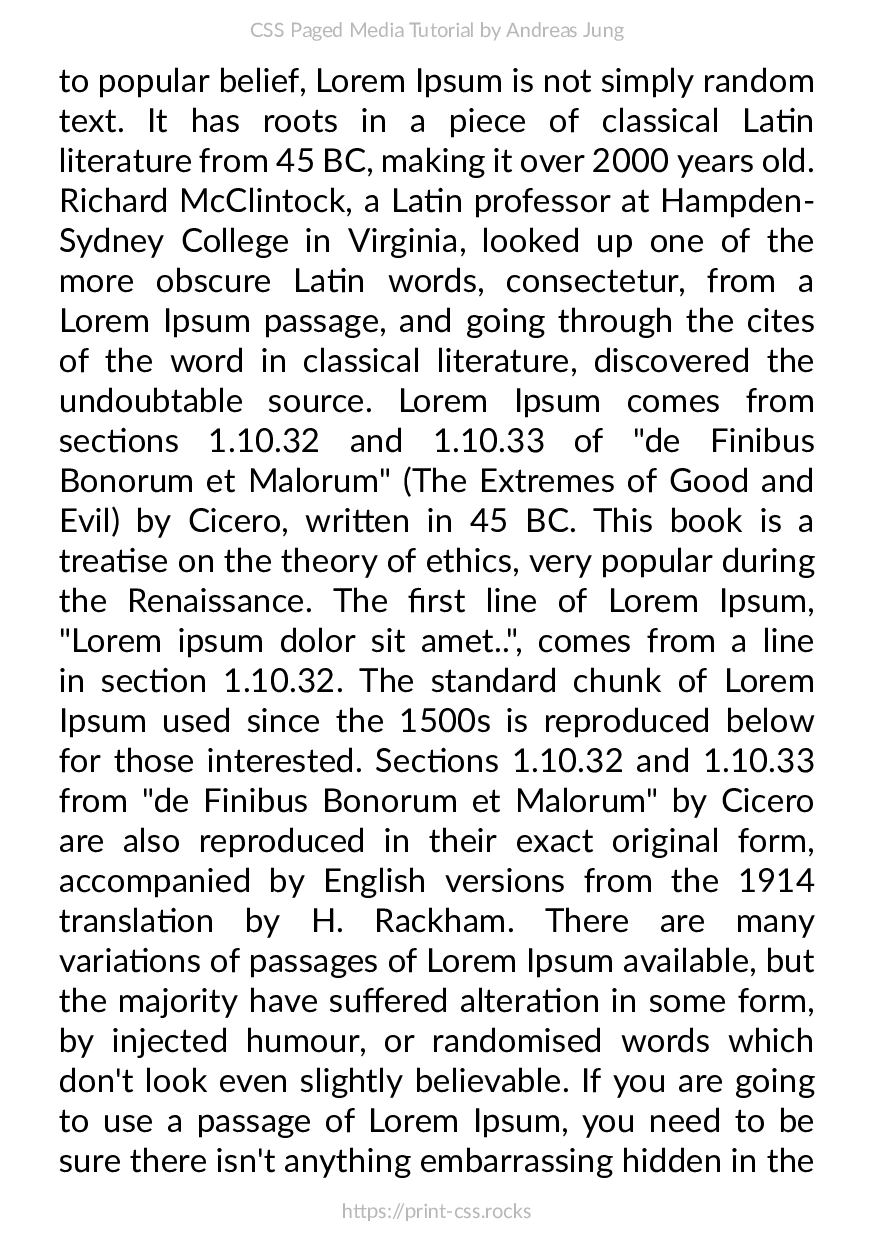 CSS Paged Media Tutorial by Andreas Jung
to popular belief, Lorem Ipsum is not simply random
text. It has roots in a piece of classical Latin
literature from 45 BC, making it over 2000 years old.
Richard McClintock, a Latin professor at Hampden-
Sydney College in Virginia, looked up one of the
more obscure Latin words, consectetur, from a
Lorem Ipsum passage, and going through the cites
of the word in classical literature, discovered the
undoubtable source. Lorem Ipsum comes from
sections 1.10.32 and 1.10.33 of "de Finibus
Bonorum et Malorum" (The Extremes of Good and
Evil) by Cicero, written in 45 BC. This book is a
treatise on the theory of ethics, very popular during
the Renaissance. The first line of Lorem Ipsum,
"Lorem ipsum dolor sit amet..", comes from a line
in section 1.10.32. The standard chunk of Lorem
Ipsum used since the 1500s is reproduced below
for those interested. Sections 1.10.32 and 1.10.33
from "de Finibus Bonorum et Malorum" by Cicero
are also reproduced in their exact original form,
accompanied by English versions from the 1914
translation by H. Rackham. There are many
variations of passages of Lorem Ipsum available, but
the majority have suffered alteration in some form,
by injected humour, or randomised words which
don't look even slightly believable. If you are going
to use a passage of Lorem Ipsum, you need to be
sure there isn't anything embarrassing hidden in the
https://print-css.rocks